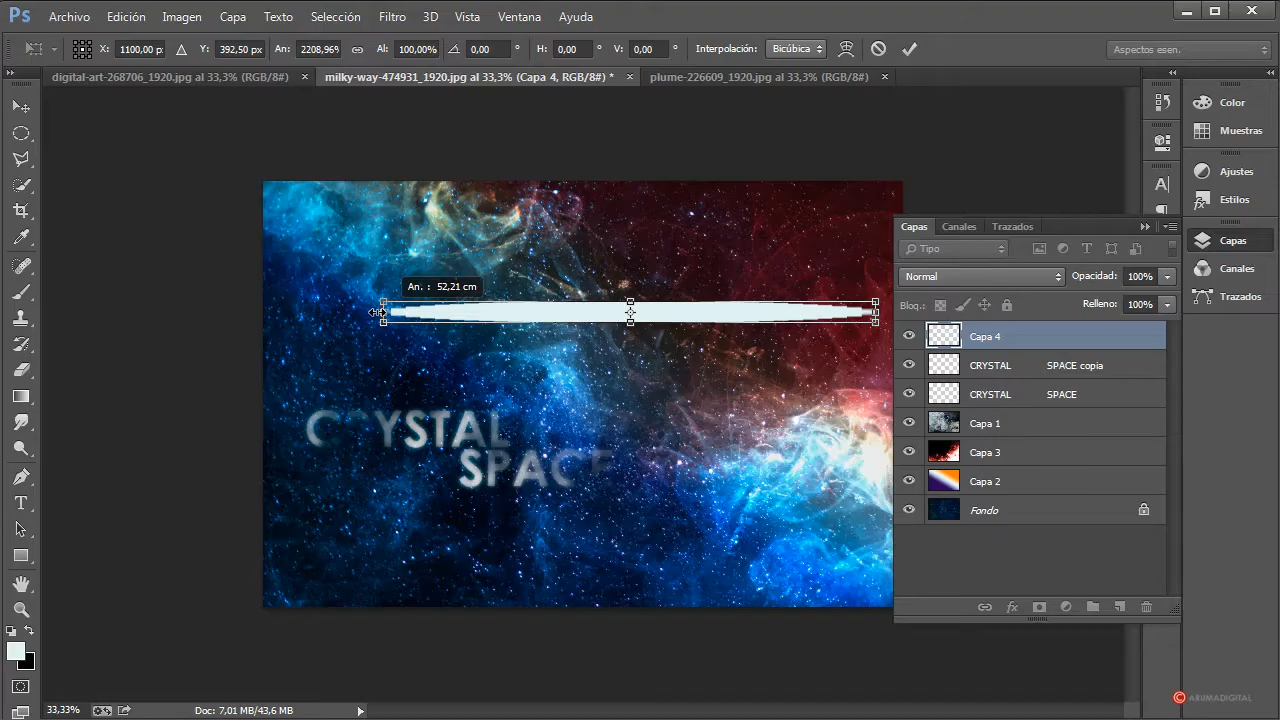 Ps Archivo Edición Imagen Capa Texto Selección Filtro 3D Vista Ventana Ayuda
X: 1100,00 px Y: 392,50 px An: 2208,96% Al: 100,00% 0,00 ° H: 0,00 ° V: 0,00 ° Interpolación: Bicúbica Aspectos esen.
digital-art-268706_1920.jpg al 33,3% (RGB/8#) × milky-way-474931_1920.jpg al 33,3% (Capa 4, RGB/8#) * × plume-226609_1920.jpg al 33,3% (RGB/8#) ×
Color
Muestras
Ajustes
Estilos
Capas
Canales
Trazados
An. : 52,21 cm
CRYSTAL
SPACE
Capas Canales Trazados
Tipo
Normal Opacidad: 100%
Bloq.: Relleno: 100%
Capa 4
CRYSTAL SPACE copia
CRYSTAL SPACE
Capa 1
Capa 3
Capa 2
Fondo
fx
© ARUMADIGITAL
33,33% Doc: 7,01 MB/43,6 MB